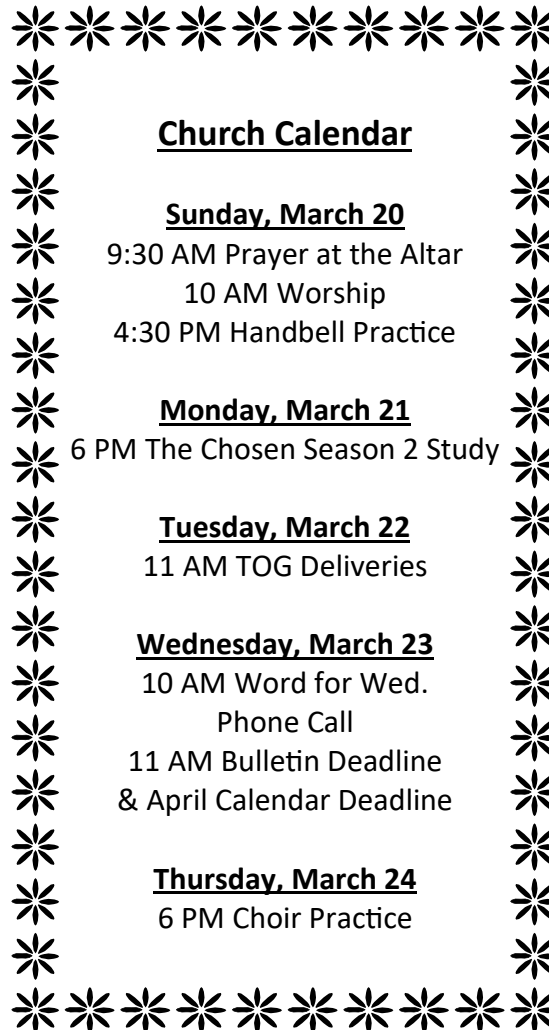 Church Calendar
Sunday, March 20
9:30 AM Prayer at the Altar
10 AM Worship
4:30 PM Handbell Practice
Monday, March 21
6 PM The Chosen Season 2 Study
Tuesday, March 22
11 AM TOG Deliveries
Wednesday, March 23
10 AM Word for Wed.
Phone Call
11 AM Bulletin Deadline
& April Calendar Deadline
Thursday, March 24
6 PM Choir Practice